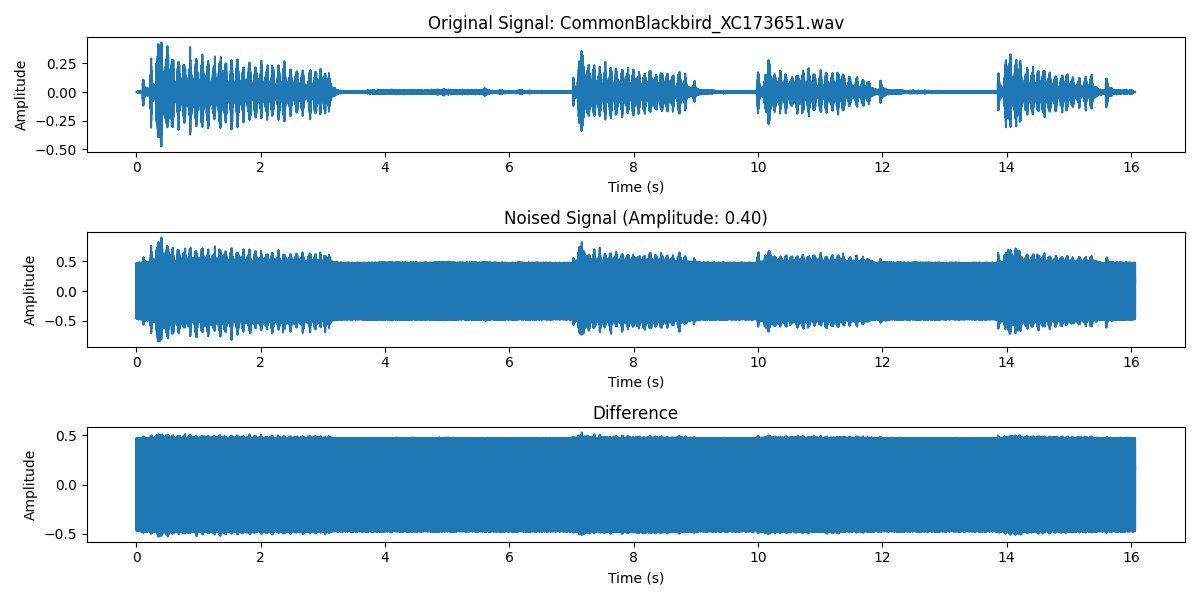 Original Signal: CommonBlackbird_XC173651.wav
Amplitude
0.25
0.00
−0.25
−0.50
0 2 4 6 8 10 12 14 16
Time (s)
Noised Signal (Amplitude: 0.40)
Amplitude
0.5
0.0
−0.5
0 2 4 6 8 10 12 14 16
Time (s)
Difference
Amplitude
0.5
0.0
−0.5
0 2 4 6 8 10 12 14 16
Time (s)